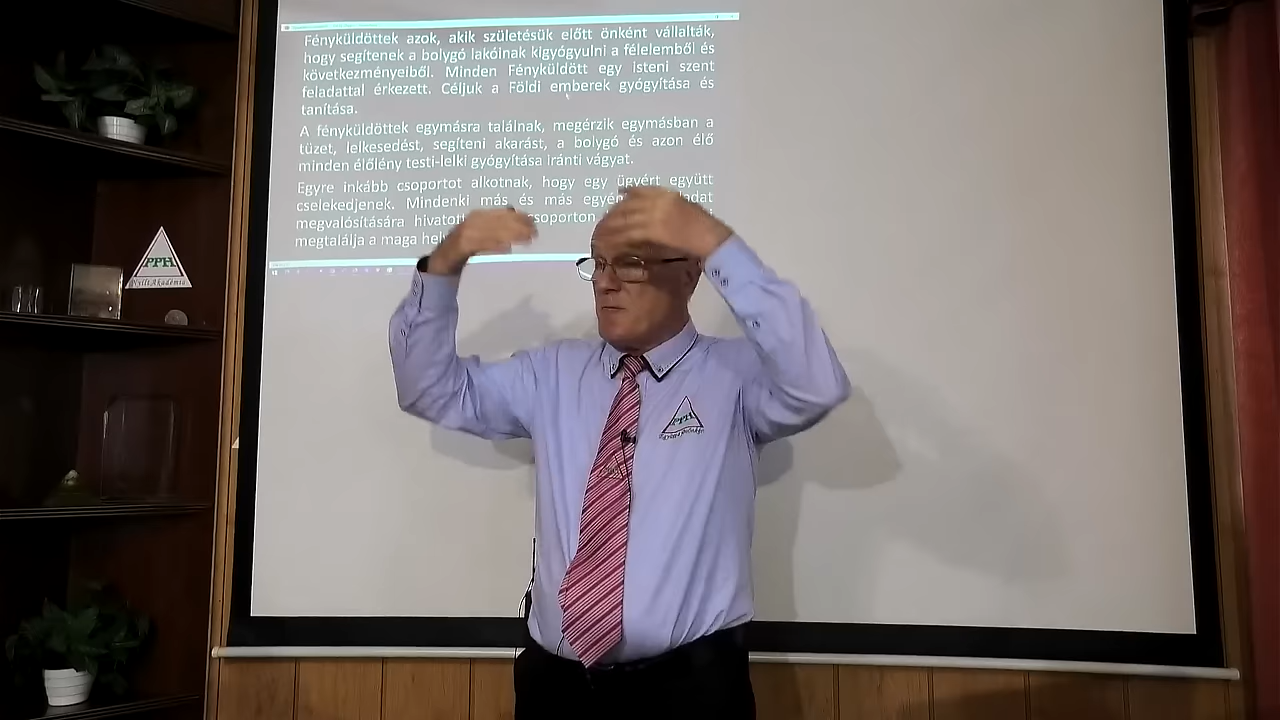 Fényküldöttek azok, akik születésük előtt önként vállalták,
hogy segítenek a bolygó lakóinak kigyógyulni a félelemből és
következményeiből. Minden Fényküldött egy isteni szent
feladattal érkezett. Céljuk a Földi emberek gyógyítása és
tanítása.
A fényküldöttek egymásra találnak, megérzik egymásban a
tüzet, lelkesedést, segíteni akarást, a bolygó és azon élő
minden élőlény testi-lelki gyógyítása iránti vágyat.
Egyre inkább csoportot alkotnak, hogy egy ügyért együtt
cselekedjenek. Mindenki más és más
megvalósítására csoporton
megtalálja a maga
PPH
NyíltAkadémia
PPH